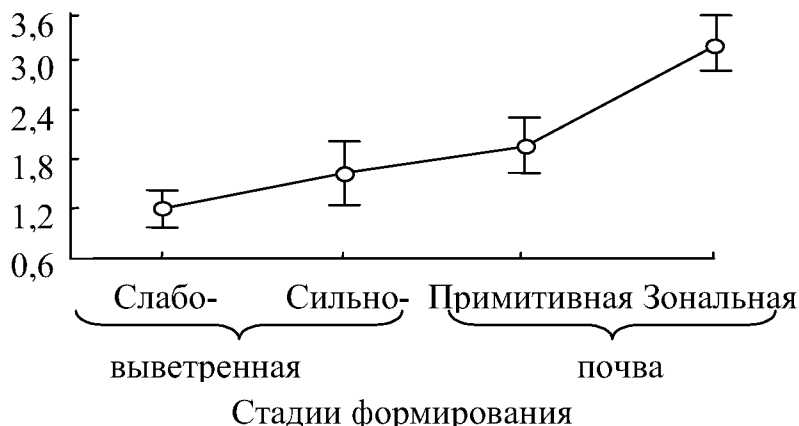 3,6
3,0
2,4
1,8
1,2
0,6
Слабо- Сильно- Примитивная Зональная
выветренная почва
Стадии формирования